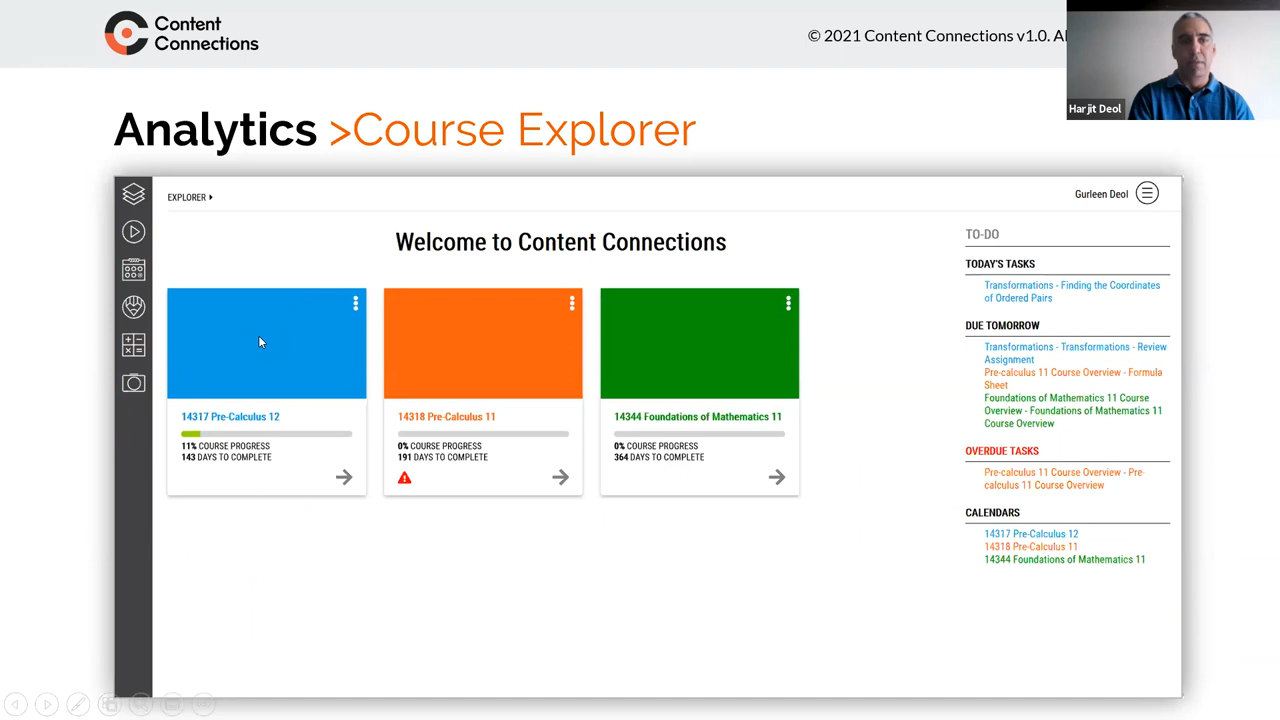 Content
Connections
© 2021 Content Connections v1.0. Al
Harjit Deol
Analytics >Course Explorer
EXPLORER
Gurleen Deol
Welcome to Content Connections
14317 Pre-Calculus 12
11% COURSE PROGRESS
143 DAYS TO COMPLETE
14318 Pre-Calculus 11
0% COURSE PROGRESS
191 DAYS TO COMPLETE
14344 Foundations of Mathematics 11
0% COURSE PROGRESS
364 DAYS TO COMPLETE
TO-DO
TODAY'S TASKS
Transformations - Finding the Coordinates
of Ordered Pairs
DUE TOMORROW
Transformations - Transformations - Review
Assignment
Pre-calculus 11 Course Overview - Formula
Sheet
Foundations of Mathematics 11 Course
Overview - Foundations of Mathematics 11
Course Overview
OVERDUE TASKS
Pre-calculus 11 Course Overview - Pre-
calculus 11 Course Overview
CALENDARS
14317 Pre-Calculus 12
14318 Pre-Calculus 11
14344 Foundations of Mathematics 11